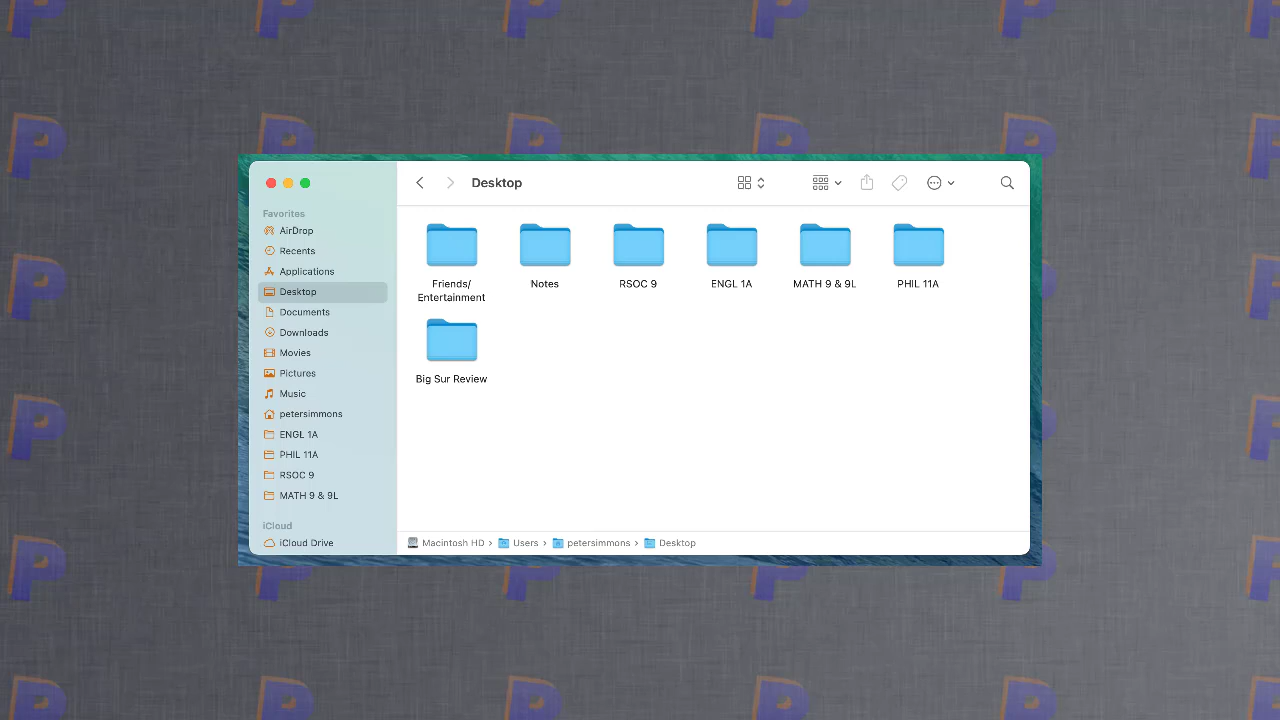 Desktop
Favorites
AirDrop
Recents
Applications
Desktop
Documents
Downloads
Movies
Pictures
Music
petersimmons
ENGL 1A
PHIL 11A
RSOC 9
MATH 9 & 9L
iCloud
iCloud Drive
Friends/
Entertainment
Notes
RSOC 9
ENGL 1A
MATH 9 & 9L
PHIL 11A
Big Sur Review
Macintosh HD › Users › petersimmons › Desktop